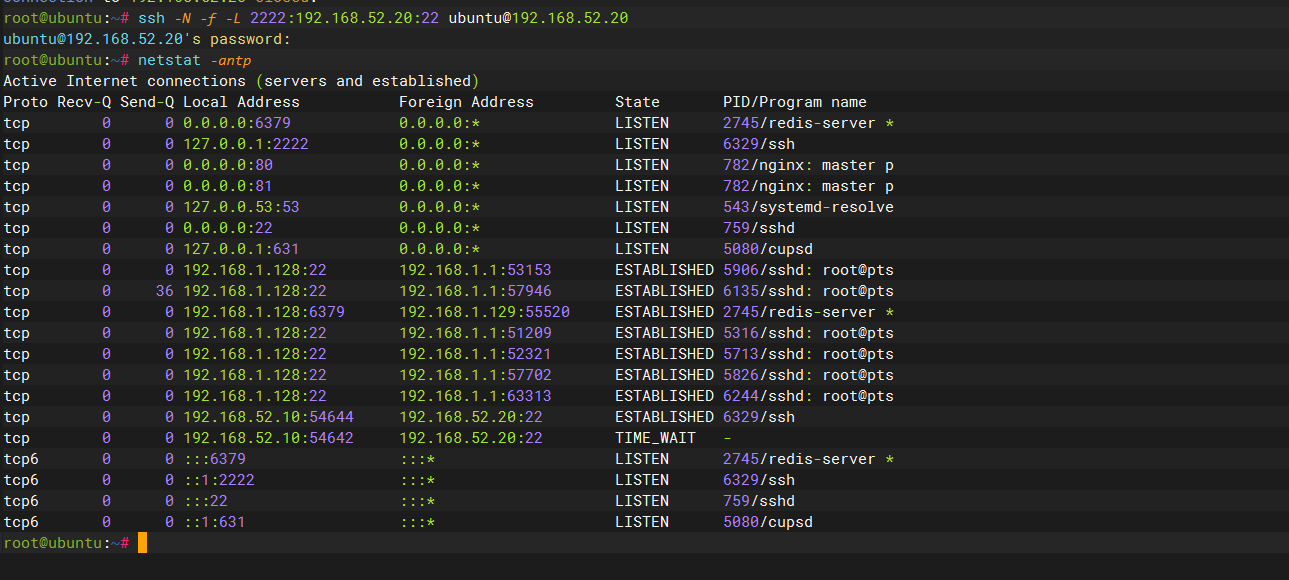 connection to 192.168.52.20 closed.
root@ubuntu:~# ssh -N -f -L 2222:192.168.52.20:22 ubuntu@192.168.52.20
ubuntu@192.168.52.20's password:
root@ubuntu:~# netstat -antp
Active Internet connections (servers and established)
Proto Recv-Q Send-Q Local Address           Foreign Address         State       PID/Program name
tcp        0      0 0.0.0.0:6379            0.0.0.0:*               LISTEN      2745/redis-server *
tcp        0      0 127.0.0.1:2222          0.0.0.0:*               LISTEN      6329/ssh
tcp        0      0 0.0.0.0:80              0.0.0.0:*               LISTEN      782/nginx: master p
tcp        0      0 0.0.0.0:81              0.0.0.0:*               LISTEN      782/nginx: master p
tcp        0      0 127.0.0.53:53           0.0.0.0:*               LISTEN      543/systemd-resolve
tcp        0      0 0.0.0.0:22              0.0.0.0:*               LISTEN      759/sshd
tcp        0      0 127.0.0.1:631           0.0.0.0:*               LISTEN      5080/cupsd
tcp        0      0 192.168.1.128:22        192.168.1.1:53153       ESTABLISHED 5906/sshd: root@pts
tcp        0     36 192.168.1.128:22        192.168.1.1:57946       ESTABLISHED 6135/sshd: root@pts
tcp        0      0 192.168.1.128:6379      192.168.1.129:55520     ESTABLISHED 2745/redis-server *
tcp        0      0 192.168.1.128:22        192.168.1.1:51209       ESTABLISHED 5316/sshd: root@pts
tcp        0      0 192.168.1.128:22        192.168.1.1:52321       ESTABLISHED 5713/sshd: root@pts
tcp        0      0 192.168.1.128:22        192.168.1.1:57702       ESTABLISHED 5826/sshd: root@pts
tcp        0      0 192.168.1.128:22        192.168.1.1:63313       ESTABLISHED 6244/sshd: root@pts
tcp        0      0 192.168.52.10:54644     192.168.52.20:22        ESTABLISHED 6329/ssh
tcp        0      0 192.168.52.10:54642     192.168.52.20:22        TIME_WAIT   -
tcp6       0      0 :::6379                 :::*                    LISTEN      2745/redis-server *
tcp6       0      0 ::1:2222                :::*                    LISTEN      6329/ssh
tcp6       0      0 :::22                   :::*                    LISTEN      759/sshd
tcp6       0      0 ::1:631                 :::*                    LISTEN      5080/cupsd
root@ubuntu:~#